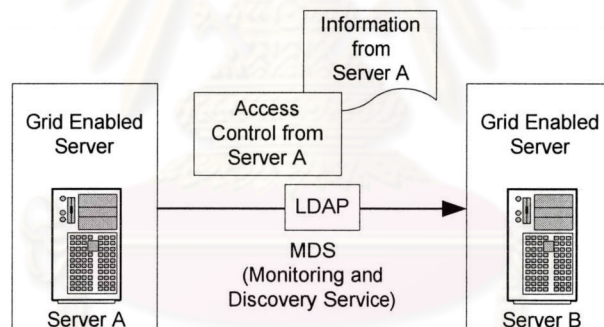 Information
from
Server A
Access
Control from
Server A
Grid Enabled
Server
Grid Enabled
Server
LDAP
MDS
(Monitoring and
Discovery Service)
Server A
Server B